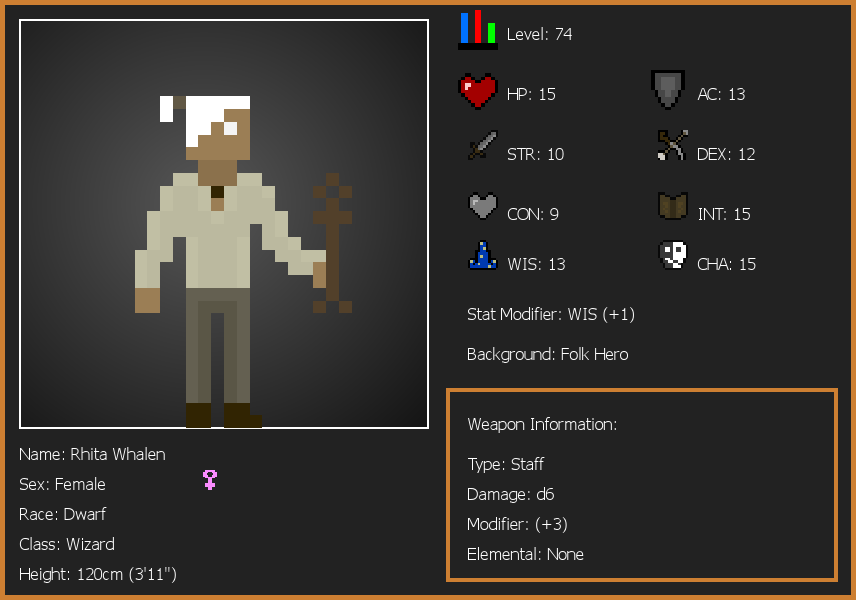 Level: 74
HP: 15
AC: 13
STR: 10
DEX: 12
CON: 9
INT: 15
WIS: 13
CHA: 15
Stat Modifier: WIS (+1)
Background: Folk Hero
Weapon Information:
Type: Staff
Damage: d6
Modifier: (+3)
Elemental: None
Name: Rhita Whalen
Sex: Female
Race: Dwarf
Class: Wizard
Height: 120cm (3'11")